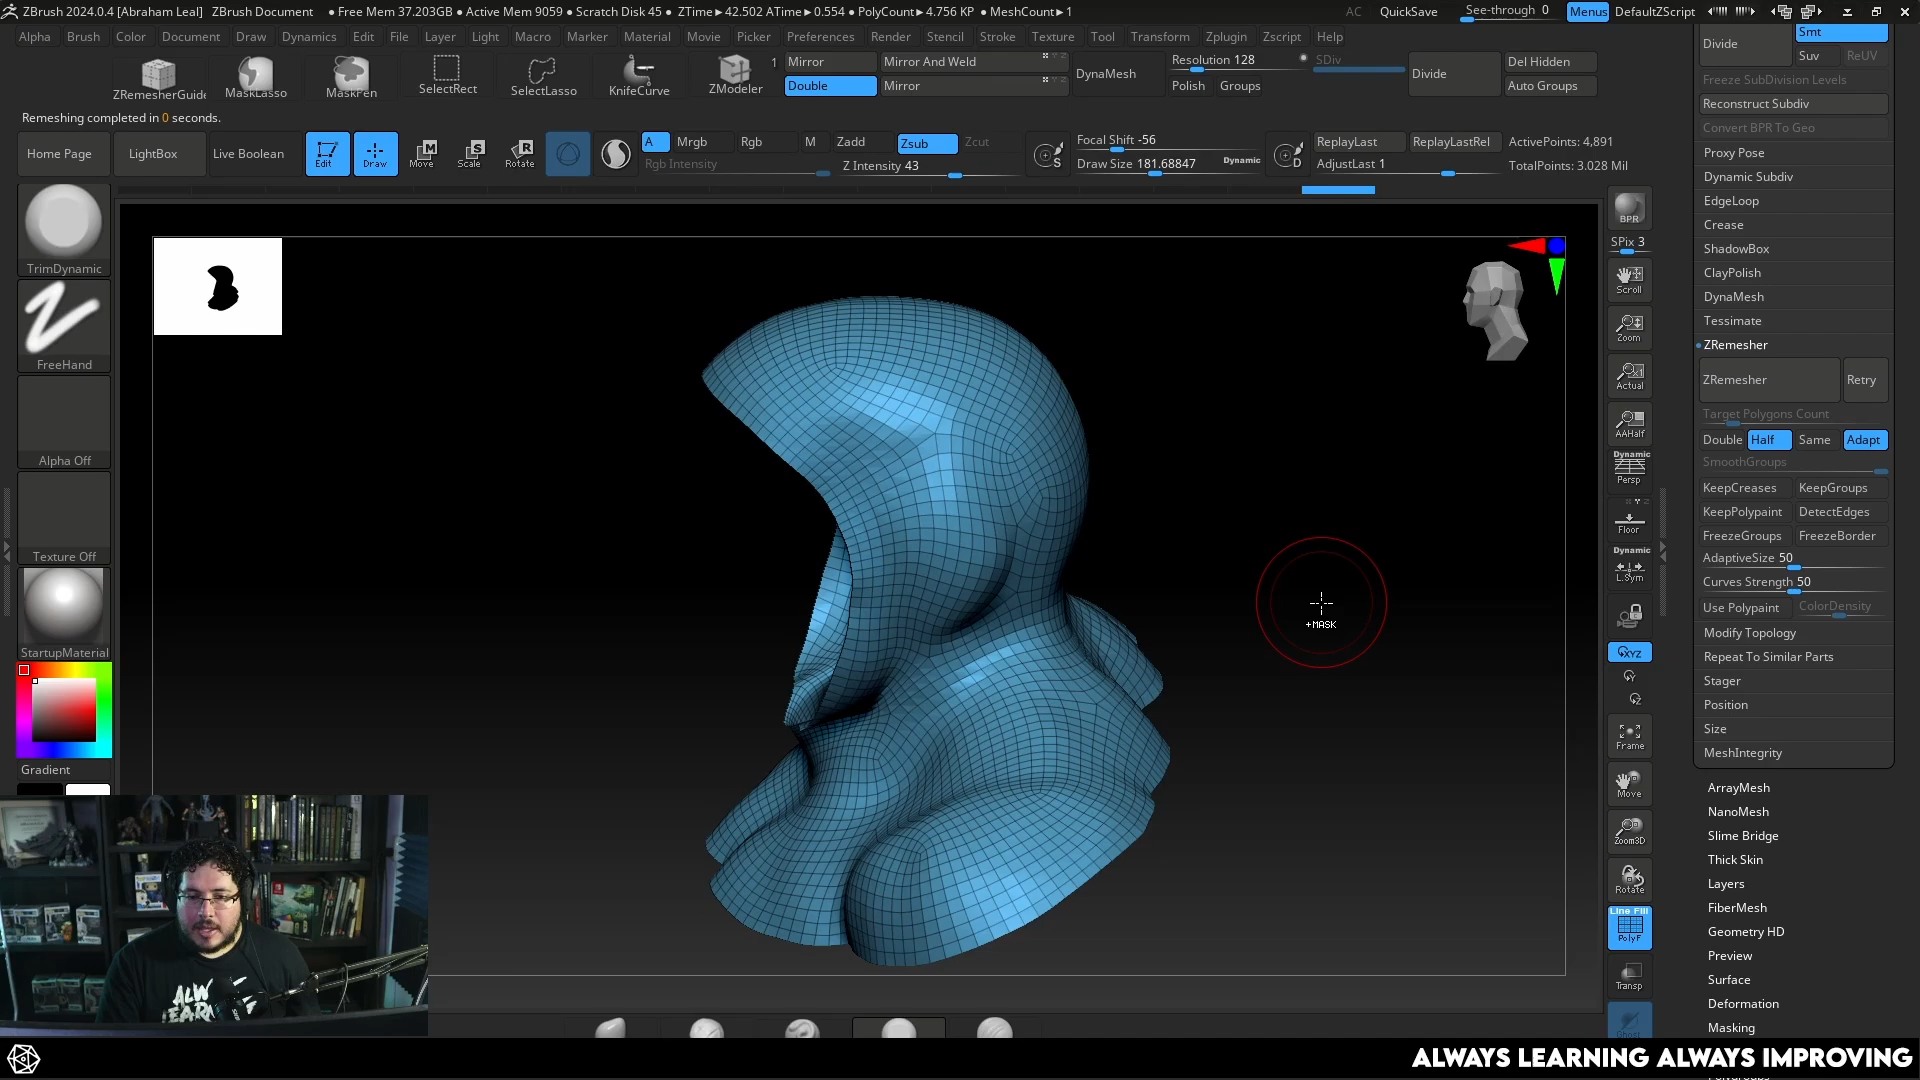 ZBrush 2024.0.4 [Abraham Leal] ZBrush Document ● Free Mem 37.203GB ● Active Mem 9059 ● Scratch Disk 45 ● ZTime►42.502 ATime►0.554 ● PolyCount►4.756 KP ● MeshCount►1 AC QuickSave See-through 0 Menus DefaultZScript
Alpha Brush Color Document Draw Dynamics Edit File Layer Light Macro Marker Material Movie Picker Preferences Render Stencil Stroke Texture Tool Transform Zplugin Zscript Help
ZRemesherGuide MaskLasso MaskPen SelectRect SelectLasso KnifeCurve ZModeler 1
Mirror Mirror And Weld
Double Mirror
DynaMesh
Resolution 128
Polish Groups
SDiv
Divide
Del Hidden
Auto Groups
Remeshing completed in 0 seconds.
Home Page LightBox Live Boolean Edit Draw Move Scale Rotate
A Mrgb Rgb M Zadd Zsub Zcut
Rgb Intensity Z Intensity 43
S
Focal Shift -56
Draw Size 181.68847 Dynamic
D
ReplayLast ReplayLastRel
AdjustLast 1
ActivePoints: 4,891
TotalPoints: 3.028 Mil
TrimDynamic
FreeHand
Alpha Off
Texture Off
StartupMaterial
Gradient
+MASK
BPR
SPix 3
Scroll
Zoom
Actual
AAHalf
Dynamic
Persp
Floor
Dynamic
L.Sym
XYZ
Y
Z
Frame
Move
Zoom3D
Rotate
Line Fill
PolyF
Transp
Ghost
Divide
Smt
Suv ReUV
Freeze SubDivision Levels
Reconstruct Subdiv
Convert BPR To Geo
Proxy Pose
Dynamic Subdiv
EdgeLoop
Crease
ShadowBox
ClayPolish
DynaMesh
Tessimate
ZRemesher
ZRemesher Retry
Target Polygons Count
Double Half Same Adapt
SmoothGroups
KeepCreases KeepGroups
KeepPolypaint DetectEdges
FreezeGroups FreezeBorder
AdaptiveSize 50
Curves Strength 50
Use Polypaint ColorDensity
Modify Topology
Repeat To Similar Parts
Stager
Position
Size
MeshIntegrity
ArrayMesh
NanoMesh
Slime Bridge
Thick Skin
Layers
FiberMesh
Geometry HD
Preview
Surface
Deformation
Masking
ALWAYS LEARNING ALWAYS IMPROVING